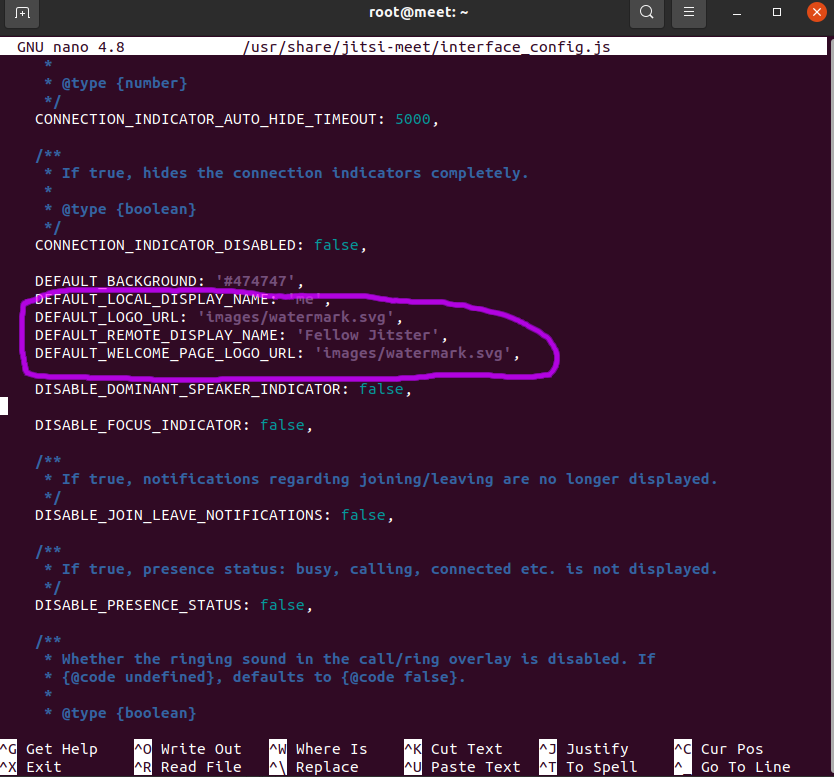 root@meet: ~
GNU nano 4.8 /usr/share/jitsi-meet/interface_config.js
*
* @type {number}
*/
CONNECTION_INDICATOR_AUTO_HIDE_TIMEOUT: 5000,
/**
* If true, hides the connection indicators completely.
*
* @type {boolean}
*/
CONNECTION_INDICATOR_DISABLED: false,
DEFAULT_BACKGROUND: '#474747',
DEFAULT_LOCAL_DISPLAY_NAME: 'me',
DEFAULT_LOGO_URL: 'images/watermark.svg',
DEFAULT_REMOTE_DISPLAY_NAME: 'Fellow Jitster',
DEFAULT_WELCOME_PAGE_LOGO_URL: 'images/watermark.svg',
DISABLE_DOMINANT_SPEAKER_INDICATOR: false,
DISABLE_FOCUS_INDICATOR: false,
/**
* If true, notifications regarding joining/leaving are no longer displayed.
*/
DISABLE_JOIN_LEAVE_NOTIFICATIONS: false,
/**
* If true, presence status: busy, calling, connected etc. is not displayed.
*/
DISABLE_PRESENCE_STATUS: false,
/**
* Whether the ringing sound in the call/ring overlay is disabled. If
* {@code undefined}, defaults to {@code false}.
*
* @type {boolean}
^G Get Help ^O Write Out ^W Where Is ^K Cut Text ^J Justify ^C Cur Pos
^X Exit ^R Read File ^\ Replace ^U Paste Text ^T To Spell ^_ Go To Line